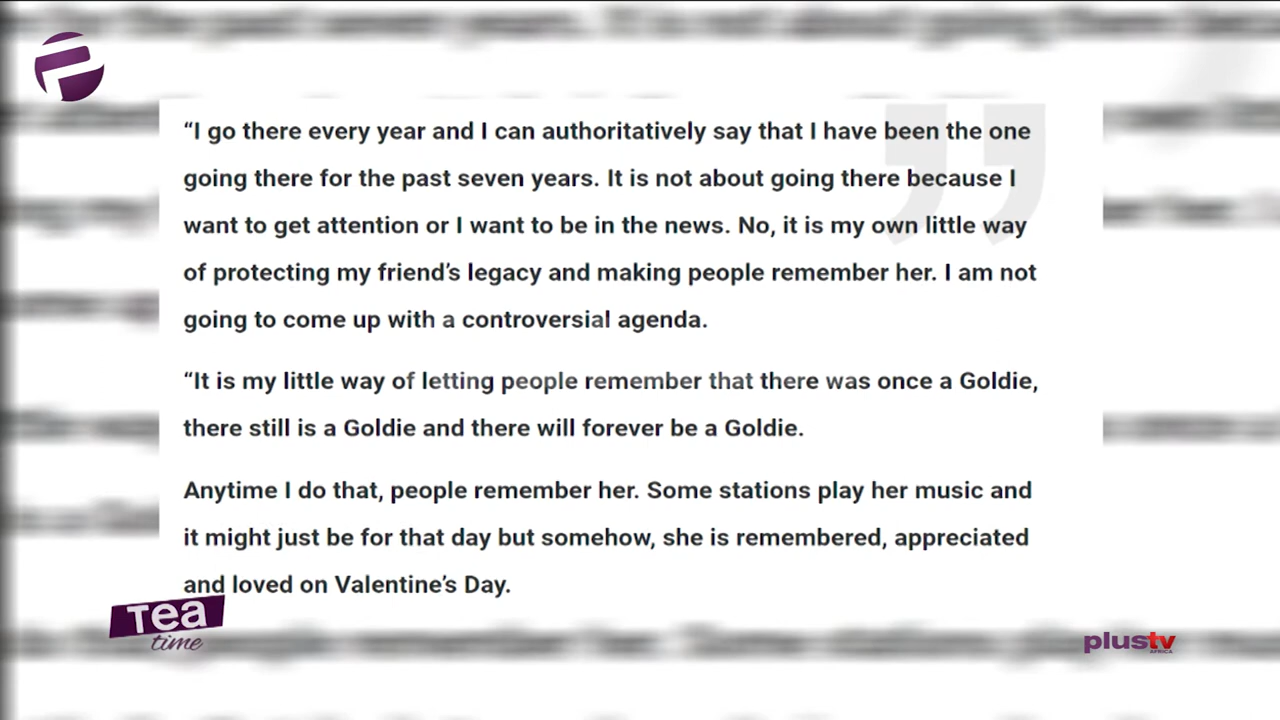 “I go there every year and I can authoritatively say that I have been the one
going there for the past seven years. It is not about going there because I
want to get attention or I want to be in the news. No, it is my own little way
of protecting my friend’s legacy and making people remember her. I am not
going to come up with a controversial agenda.
“It is my little way of letting people remember that there was once a Goldie,
there still is a Goldie and there will forever be a Goldie.
Anytime I do that, people remember her. Some stations play her music and
it might just be for that day but somehow, she is remembered, appreciated
and loved on Valentine’s Day.
Tea
time
plustv
AFRICA